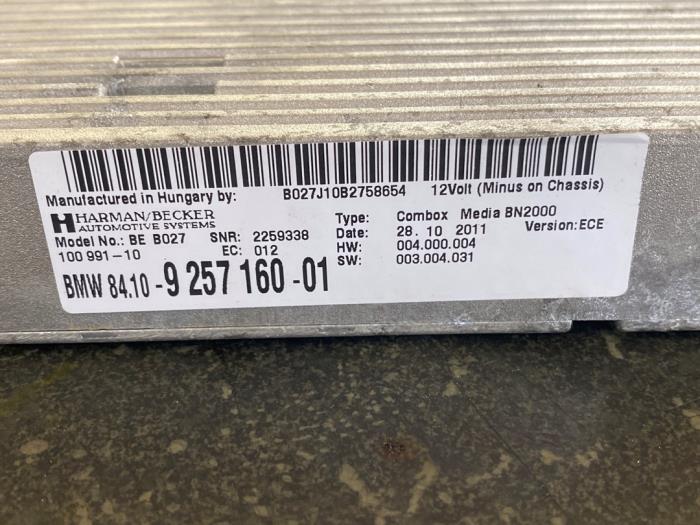 Manufactured in Hungary by: B027J10B2758654 12Volt (Minus on Chassis)
HARMAN/BECKER
AUTOMOTIVE SYSTEMS
Type: Combox Media BN2000
Model No.: BE B027 SNR: 2259338 Date: 28. 10 2011 Version:ECE
100 991-10 EC: 012 HW: 004.000.004
SW: 003.004.031
BMW 84.10 -9 257 160 -01